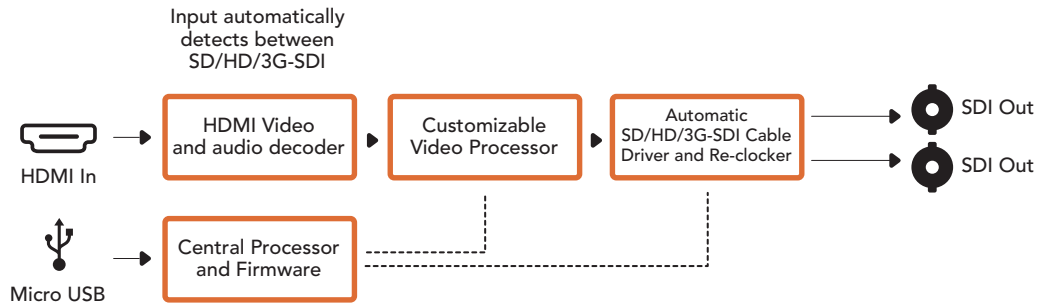 Input automatically
detects between
SD/HD/3G-SDI
HDMI In
HDMI Video
and audio decoder
Customizable
Video Processor
Automatic
SD/HD/3G-SDI Cable
Driver and Re-clocker
SDI Out
SDI Out
Micro USB
Central Processor
and Firmware